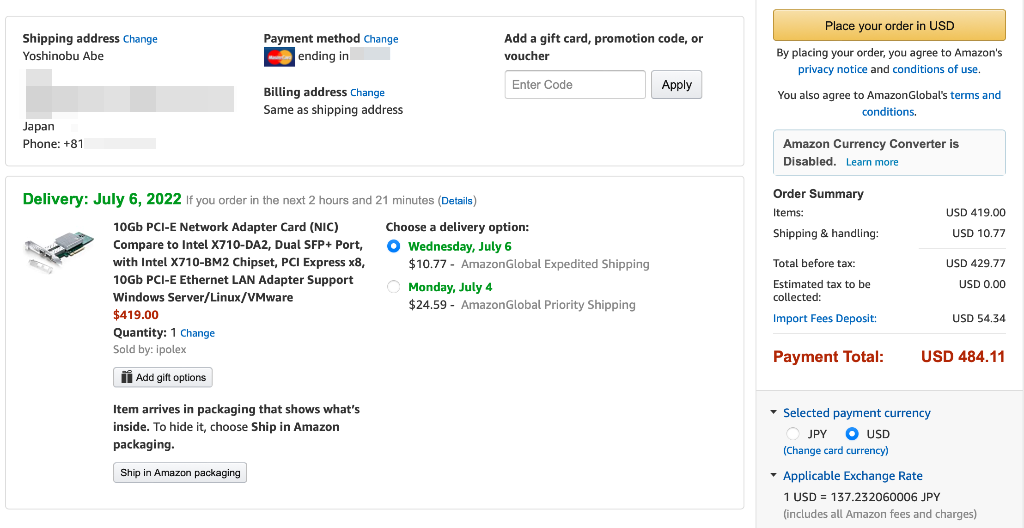 Shipping address Change
Yoshinobu Abe
Japan
Phone: +81
Payment method Change
MasterCard ending in
Billing address Change
Same as shipping address
Add a gift card, promotion code, or
voucher
Enter Code
Apply
Delivery: July 6, 2022 If you order in the next 2 hours and 21 minutes (Details)
10Gb PCI-E Network Adapter Card (NIC)
Compare to Intel X710-DA2, Dual SFP+ Port,
with Intel X710-BM2 Chipset, PCI Express x8,
10Gb PCI-E Ethernet LAN Adapter Support
Windows Server/Linux/VMware
$419.00
Quantity: 1 Change
Sold by: ipolex
Add gift options
Item arrives in packaging that shows what's
inside. To hide it, choose Ship in Amazon
packaging.
Ship in Amazon packaging
Choose a delivery option:
Wednesday, July 6
$10.77 - AmazonGlobal Expedited Shipping
Monday, July 4
$24.59 - AmazonGlobal Priority Shipping
Place your order in USD
By placing your order, you agree to Amazon's
privacy notice and conditions of use.
You also agree to AmazonGlobal's terms and
conditions.
Amazon Currency Converter is
Disabled. Learn more
Order Summary
Items: USD 419.00
Shipping & handling: USD 10.77
Total before tax: USD 429.77
Estimated tax to be USD 0.00
collected:
Import Fees Deposit: USD 54.34
Payment Total: USD 484.11
Selected payment currency
JPY USD
(Change card currency)
Applicable Exchange Rate
1 USD = 137.232060006 JPY
(includes all Amazon fees and charges)